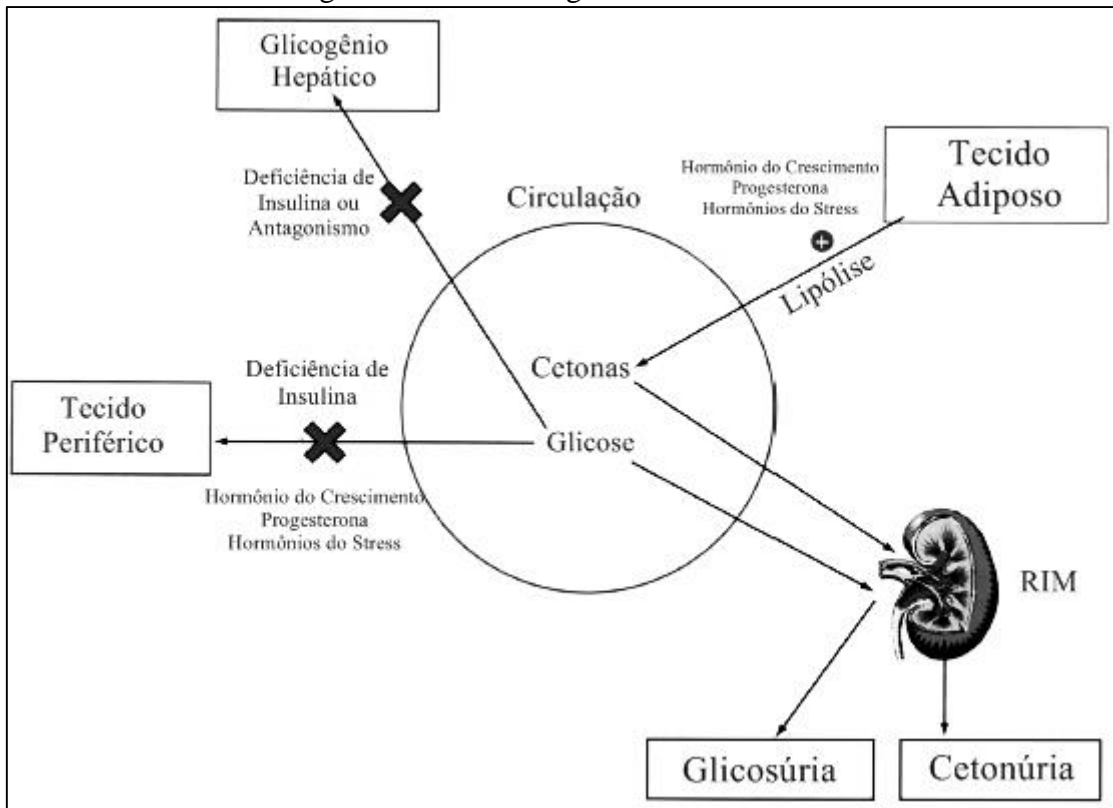 Glicogênio
Hepático
Deficiência de
Insulina ou
Antagonismo
Circulação
Hormônio do Crescimento
Progesterona
Hormônios do Stress
Tecido
Adiposo
Lipólise
Cetonas
Glicose
Deficiência de
Insulina
Tecido
Periférico
Hormônio do Crescimento
Progesterona
Hormônios do Stress
RIM
Glicosúria
Cetonúria